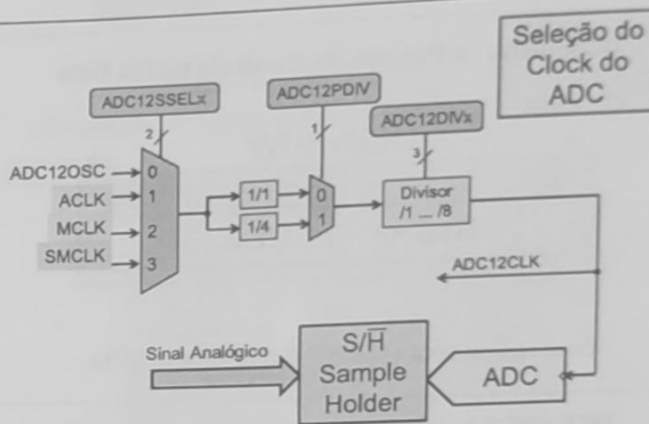 Seleção do
Clock do
ADC
ADC12SSELx
ADC12PDIV
ADC12DIVx
2
1
3
ADC12OSC
0
ACLK
1
MCLK
2
SMCLK
3
1/1
1/4
0
1
Divisor
/1 ... /8
ADC12CLK
Sinal Analógico
S/H̅
Sample
Holder
ADC